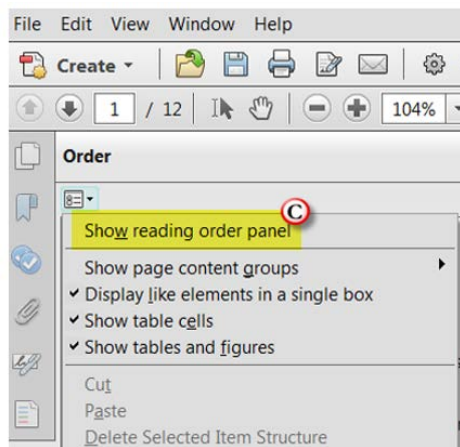 File Edit View Window Help
Create
1 / 12 104%
Order
Show reading order panel
C
Show page content groups
Display like elements in a single box
Show table cells
Show tables and figures
Cut
Paste
Delete Selected Item Structure